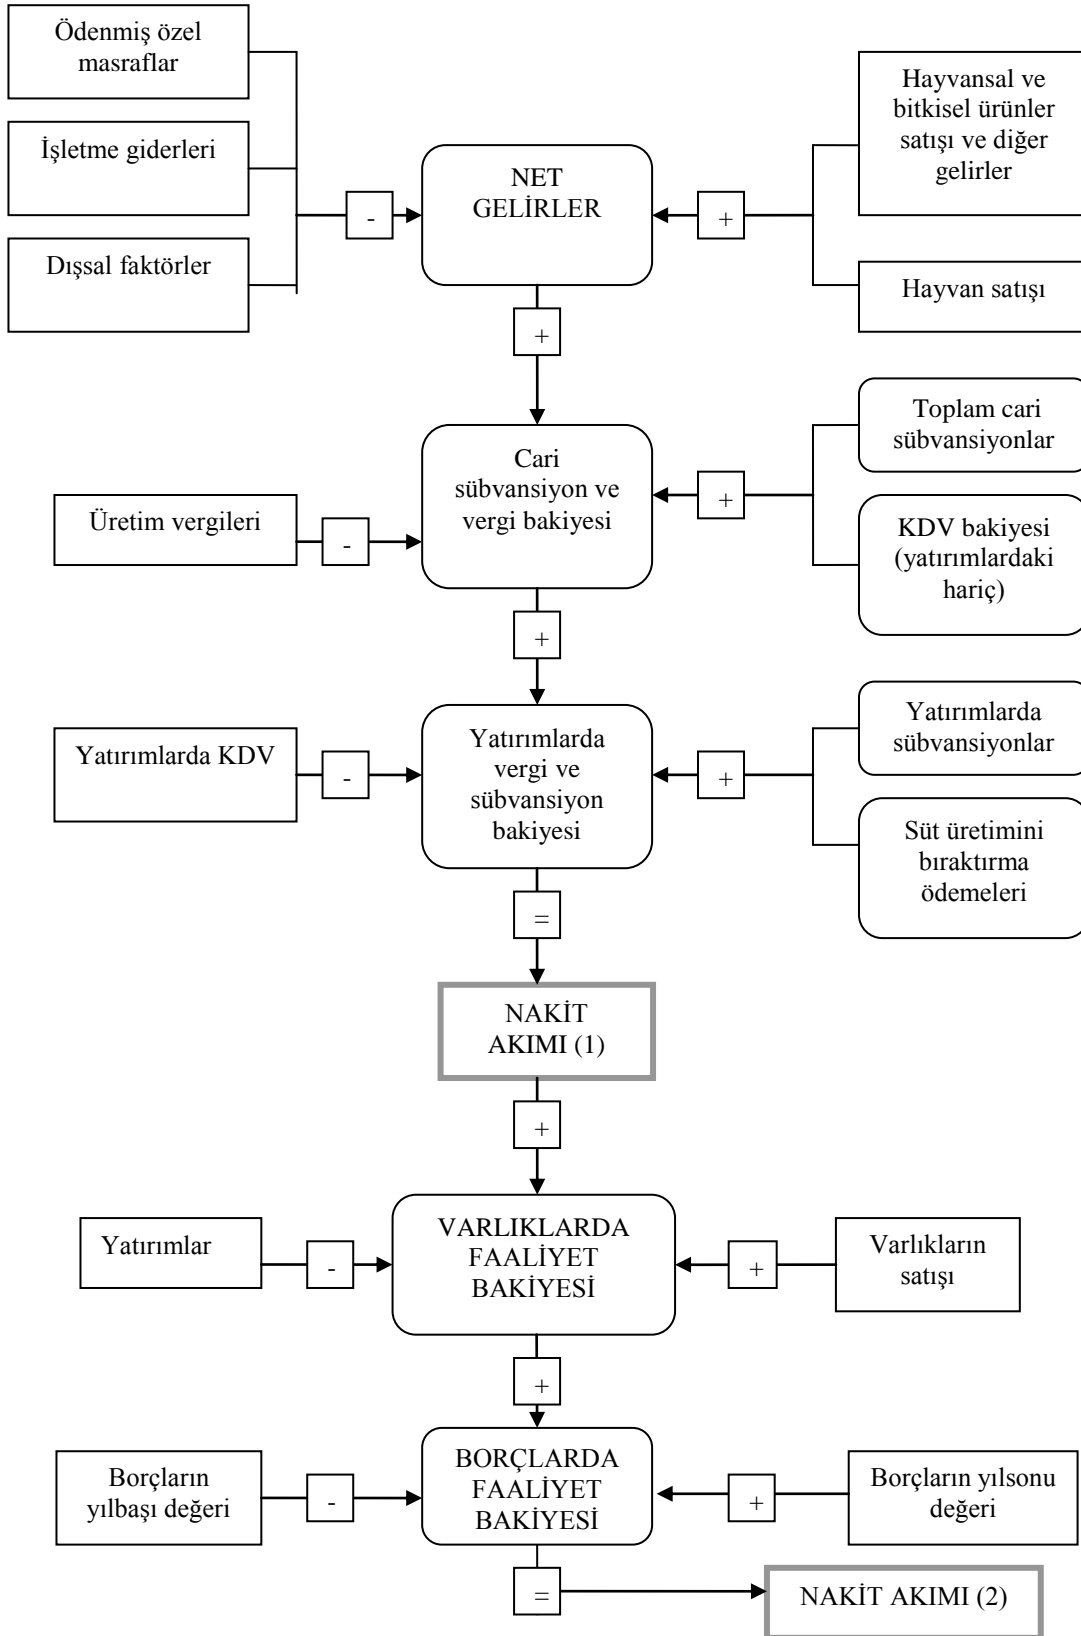 Ödenmiş özel
masraflar
İşletme giderleri
Dışsal faktörler
-
NET
GELİRLER
+
Hayvansal ve
bitkisel ürünler
satışı ve diğer
gelirler
Hayvan satışı
+
Üretim vergileri
-
Cari
sübvansiyon ve
vergi bakiyesi
+
Toplam cari
sübvansiyonlar
KDV bakiyesi
(yatırımlardaki
hariç)
+
Yatırımlarda KDV
-
Yatırımlarda
vergi ve
sübvansiyon
bakiyesi
+
Yatırımlarda
sübvansiyonlar
Süt üretimini
bıraktırma
ödemeleri
=
NAKİT
AKIMI (1)
+
Yatırımlar
-
VARLIKLARDA
FAALİYET
BAKİYESİ
+
Varlıkların
satışı
+
Borçların
yılbaşı değeri
-
BORÇLARDA
FAALİYET
BAKİYESİ
+
Borçların yılsonu
değeri
=
NAKİT AKIMI (2)